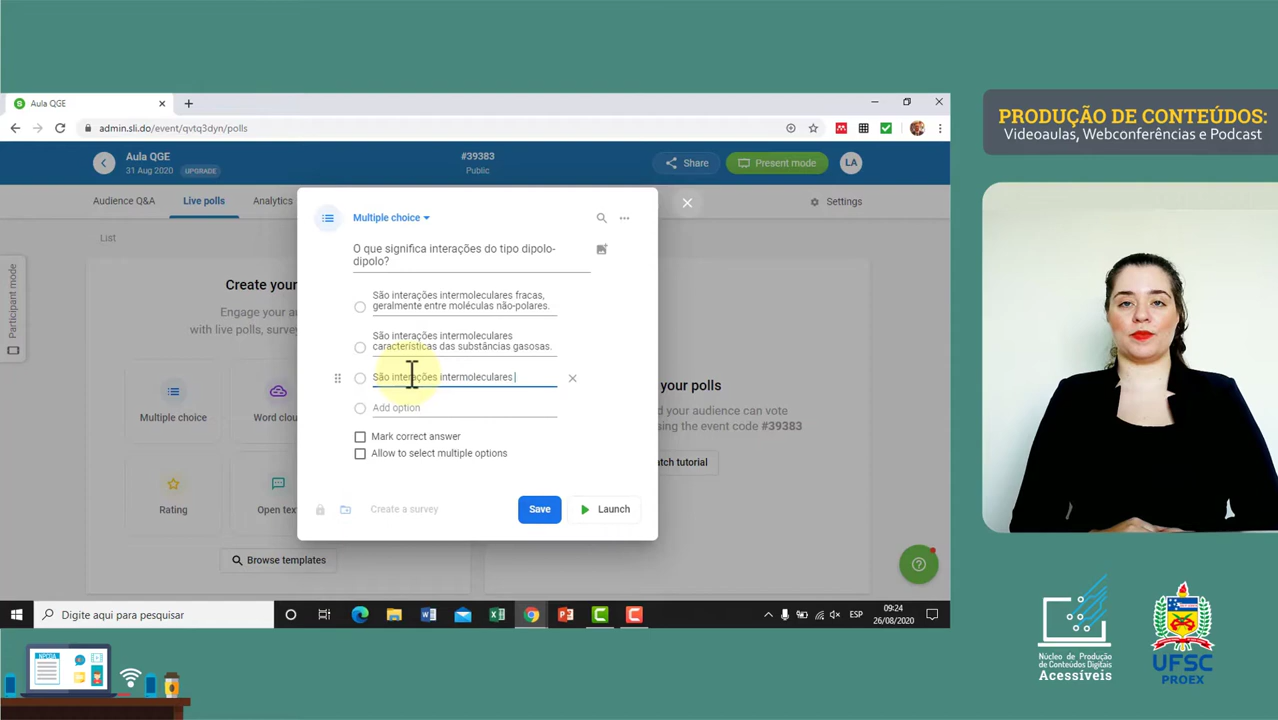 Aula QGE
admin.sli.do/event/qvtq3dyn/polls
Aula QGE
31 Aug 2020
UPGRADE
#39383
Public
Share
Present mode
LA
Audience Q&A
Live polls
Analytics
Settings
List
Participant mode
Create your
Engage your au
with live polls, surve
Multiple choice
Word clou
Rating
Open tex
Browse templates
your polls
d your audience can vote
using the event code #39383
atch tutorial
Multiple choice
O que significa interações do tipo dipolo-
dipolo?
São interações intermoleculares fracas,
geralmente entre moléculas não-polares.
São interações intermoleculares
características das substâncias gasosas.
São interações intermoleculares
Add option
Mark correct answer
Allow to select multiple options
Create a survey
Save
Launch
Digite aqui para pesquisar
ESP
09:24
26/08/2020
PRODUÇÃO DE CONTEÚDOS:
Videoaulas, Webconferências e Podcast
NPCDA
Núcleo de Produção
de Conteúdos Digitais
Acessíveis
UFSC
PROEX